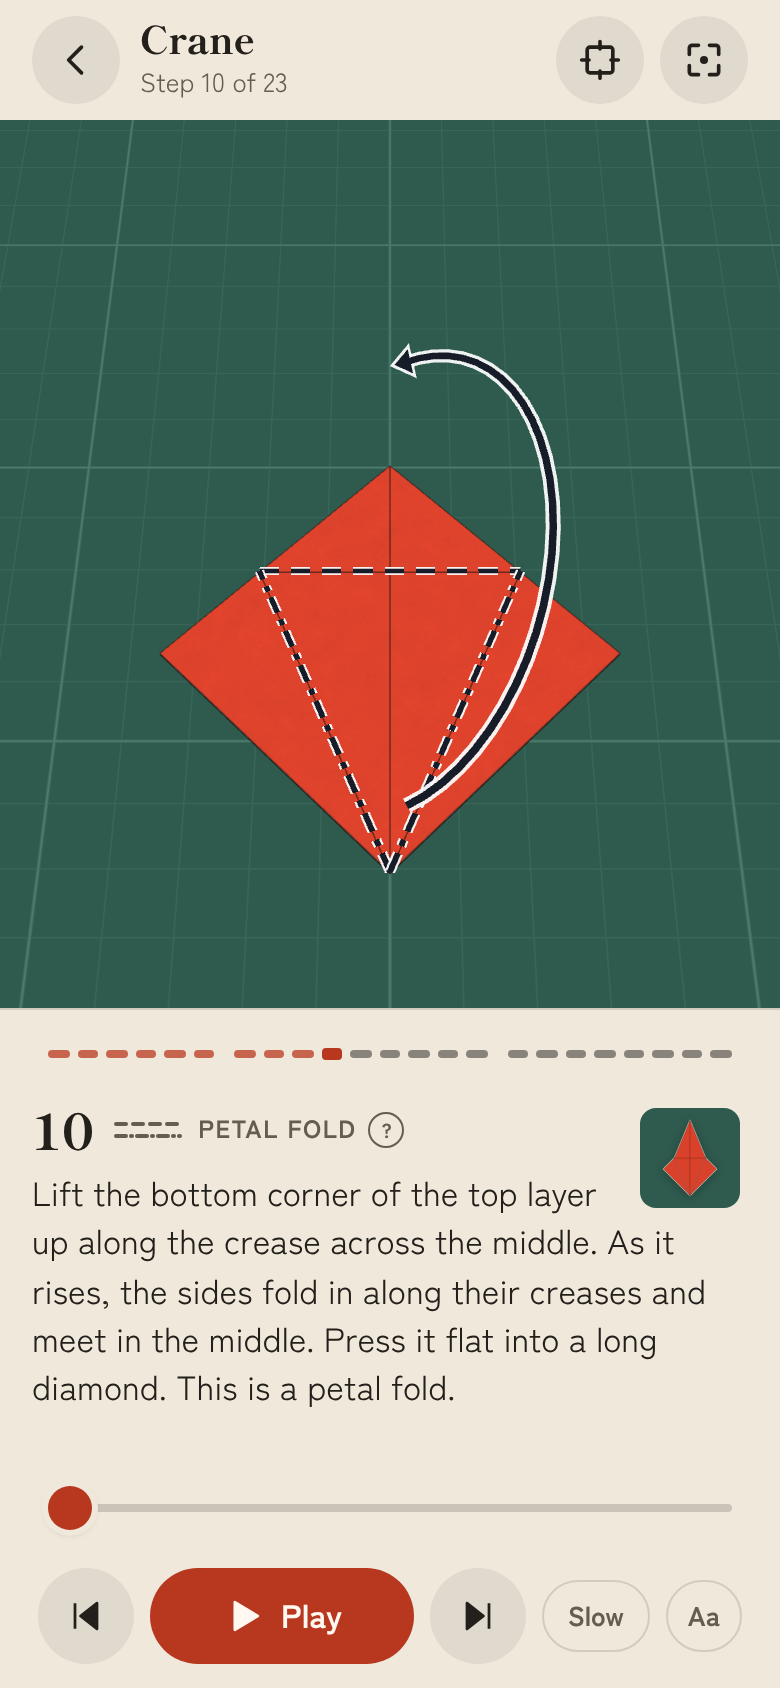 Crane
Step 10 of 23
10 PETAL FOLD ?
Lift the bottom corner of the top layer
up along the crease across the middle. As it
rises, the sides fold in along their creases and
meet in the middle. Press it flat into a long
diamond. This is a petal fold.
Play
Slow
Aa